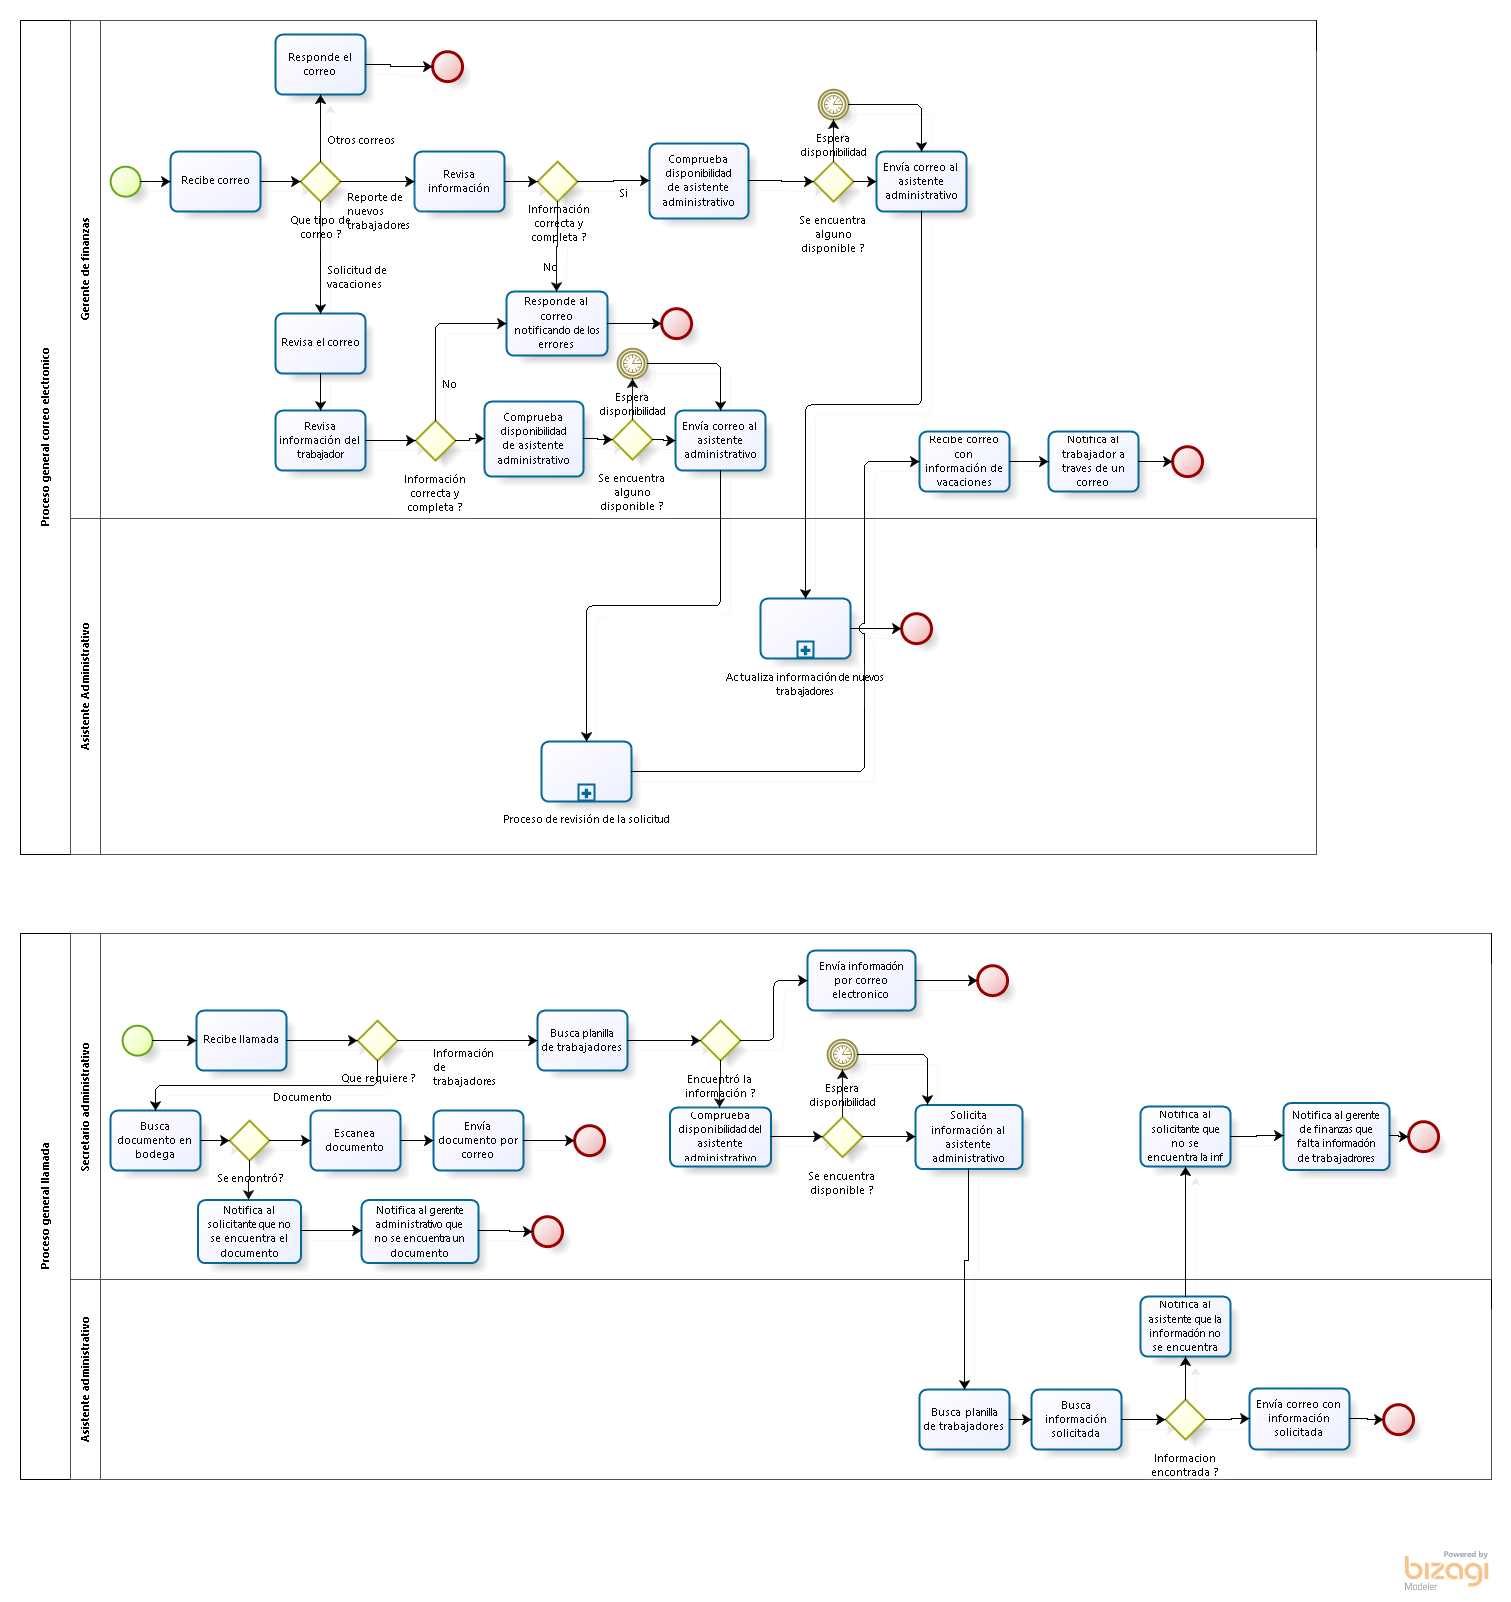 Proceso general correo electronico
Gerente de finanzas
Responde el
correo
Otros correos
Recibe correo
Que tipo de
correo ?
Reporte de
nuevos
trabajadores
Revisa
información
Información
correcta y
completa ?
Si
No
Comprueba
disponibilidad
de asistente
administrativo
Espera
disponibilidad
Se encuentra
alguno
disponible ?
Envía correo al
asistente
administrativo
Solicitud de
vacaciones
Revisa el correo
Responde al
correo
notificando de los
errores
Revisa
información del
trabajador
No
Información
correcta y
completa ?
Comprueba
disponibilidad
de asistente
administrativo
Espera
disponibilidad
Se encuentra
alguno
disponible ?
Envía correo al
asistente
administrativo
Recibe correo
con
información de
vacaciones
Notifica al
trabajador a
traves de un
correo
Asistente Administrativo
Actualiza información de nuevos
trabajadores
Proceso de revisión de la solicitud
Proceso general llamada
Secretario administrativo
Recibe llamada
Que requiere ?
Información
de
trabajadores
Documento
Busca planilla
de trabajadores
Encuentró la
información ?
Envía información
por correo
electronico
Busca
documento en
bodega
Se encontró?
Escanea
documento
Envía
documento por
correo
Notifica al
solicitante que no
se encuentra el
documento
Notifica al gerente
administrativo que
no se encuentra un
documento
Comprueba
disponibilidad del
asistente
administrativo
Espera
disponibilidad
Se encuentra
disponible ?
Solicita
información al
asistente
administrativo
Notifica al
solicitante que
no se
encuentra la inf
Notifica al gerente
de finanzas que
falta información
de trabajadrores
Asistente administrativo
Notifica al
asistente que la
información no
se encuentra
Busca planilla
de trabajadores
Busca
información
solicitada
Informacion
encontrada ?
Envía correo con
información
solicitada
Powered by
bizagi
Modeler